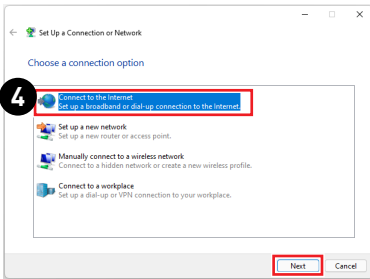 Set Up a Connection or Network
Choose a connection option
4
Connect to the Internet
Set up a broadband or dial-up connection to the Internet.
Set up a new network
Set up a new router or access point.
Manually connect to a wireless network
Connect to a hidden network or create a new wireless profile.
Connect to a workplace
Set up a dial-up or VPN connection to your workplace.
Next
Cancel